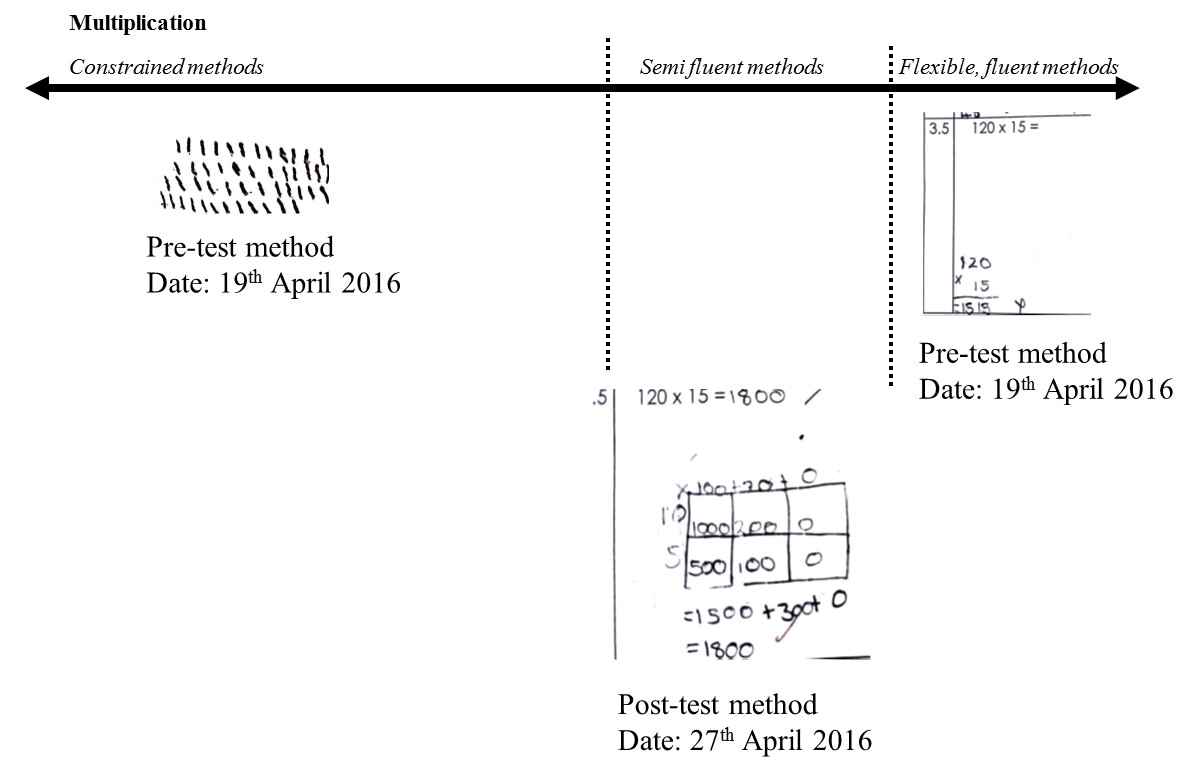 Multiplication
Constrained methods
Semi fluent methods
Flexible, fluent methods
Pre-test method
Date: 19th April 2016
3.5 120 x 15 =
120
x 15
=1515
Pre-test method
Date: 19th April 2016
.5 120 x 15 = 1800
x 100+20+ 0
10 1000 200 0
5 500 100 0
=1500 + 300+ 0
=1800
Post-test method
Date: 27th April 2016